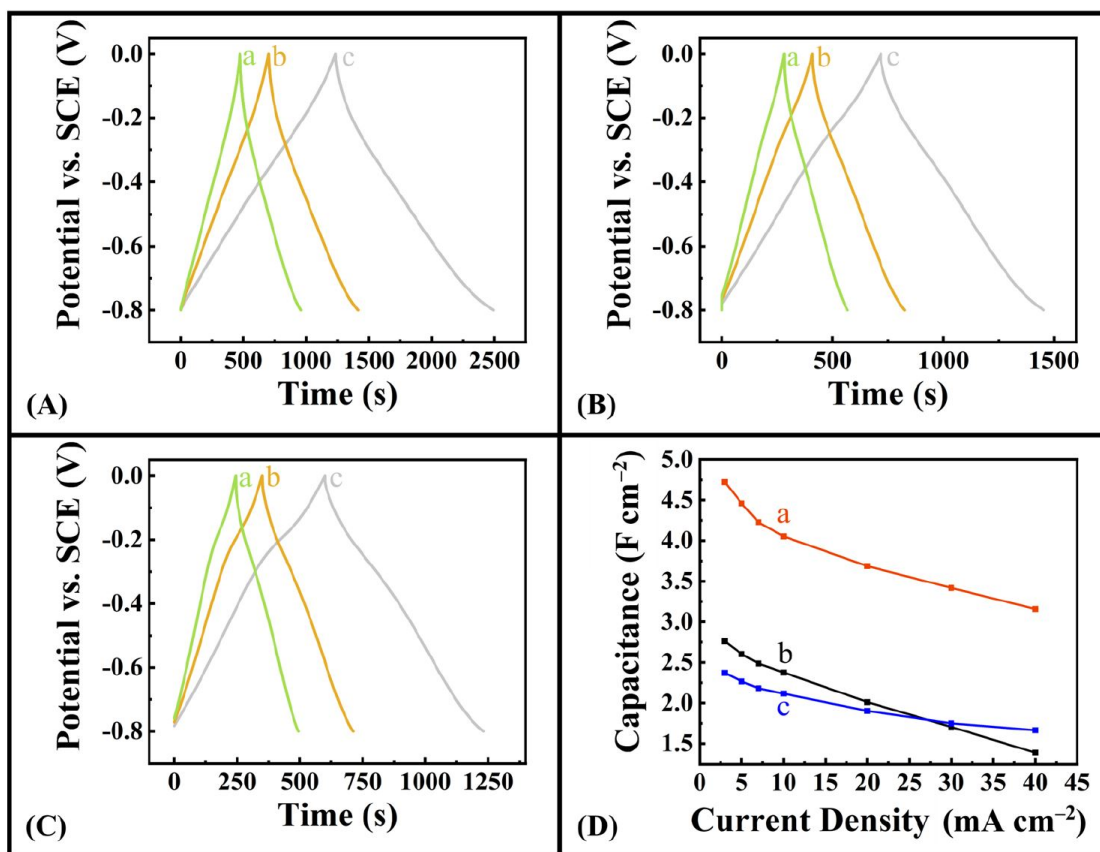 0.0
-0.2
-0.4
-0.6
-0.8
Potential vs. SCE (V)
a
b
c
0 500 1000 1500 2000 2500
Time (s)
(A)
0.0
-0.2
-0.4
-0.6
-0.8
Potential vs. SCE (V)
a
b
c
0 500 1000 1500
Time (s)
(B)
0.0
-0.2
-0.4
-0.6
-0.8
Potential vs. SCE (V)
a
b
c
0 250 500 750 1000 1250
Time (s)
(C)
5.0
4.5
4.0
3.5
3.0
2.5
2.0
1.5
Capacitance (F cm⁻²)
a
b
c
0 5 10 15 20 25 30 35 40 45
Current Density (mA cm⁻²)
(D)